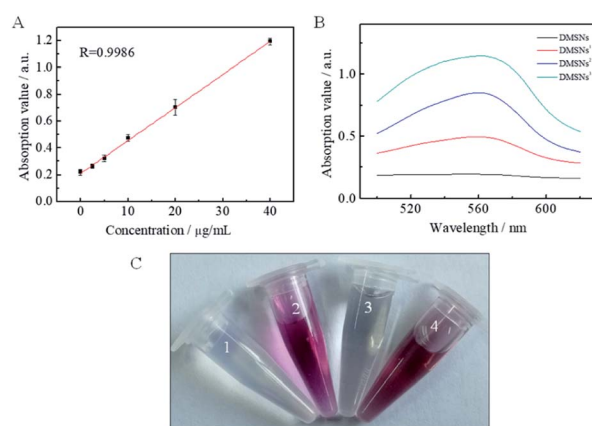 A
R=0.9986
Absorption value / a.u.
1.2
1.0
0.8
0.6
0.4
0.2
0.0
0 10 20 30 40
Concentration / µg/mL
B
DMSNs
DMSNs¹
DMSNs²
DMSNs³
Absorption value / a.u.
1.0
0.5
0.0
520 560 600
Wavelength / nm
C
1
2
3
4